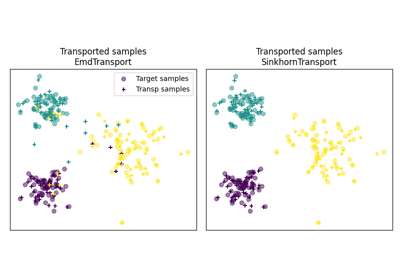 Transported samples
EmdTransport
Target samples
Transp samples
Transported samples
SinkhornTransport